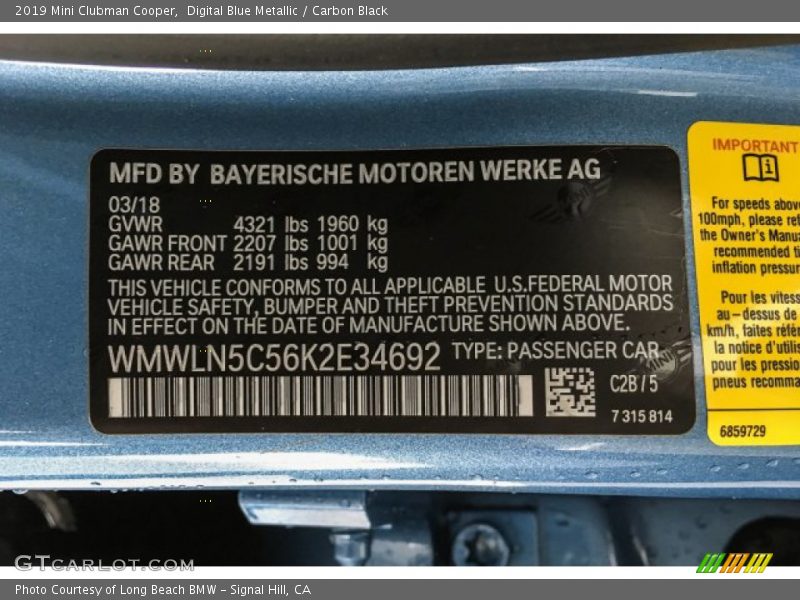 2019 Mini Clubman Cooper,  Digital Blue Metallic / Carbon Black
MFD BY BAYERISCHE MOTOREN WERKE AG
03/18
GVWR 4321 lbs 1960 kg
GAWR FRONT 2207 lbs 1001 kg
GAWR REAR 2191 lbs 994 kg
THIS VEHICLE CONFORMS TO ALL APPLICABLE U.S.FEDERAL MOTOR
VEHICLE SAFETY, BUMPER AND THEFT PREVENTION STANDARDS
IN EFFECT ON THE DATE OF MANUFACTURE SHOWN ABOVE.
WMWLN5C56K2E34692 TYPE: PASSENGER CAR
C2B / 5
7 315 814
IMPORTANT
For speeds above
100mph, please ref
the Owner's Manua
recommended ti
inflation pressur
Pour les vitess
au-dessus de
km/h, faites référ
la notice d'utilis
pour les pressio
pneus recomma
6859729
GTCARLOT.COM
Photo Courtesy of Long Beach BMW - Signal Hill, CA